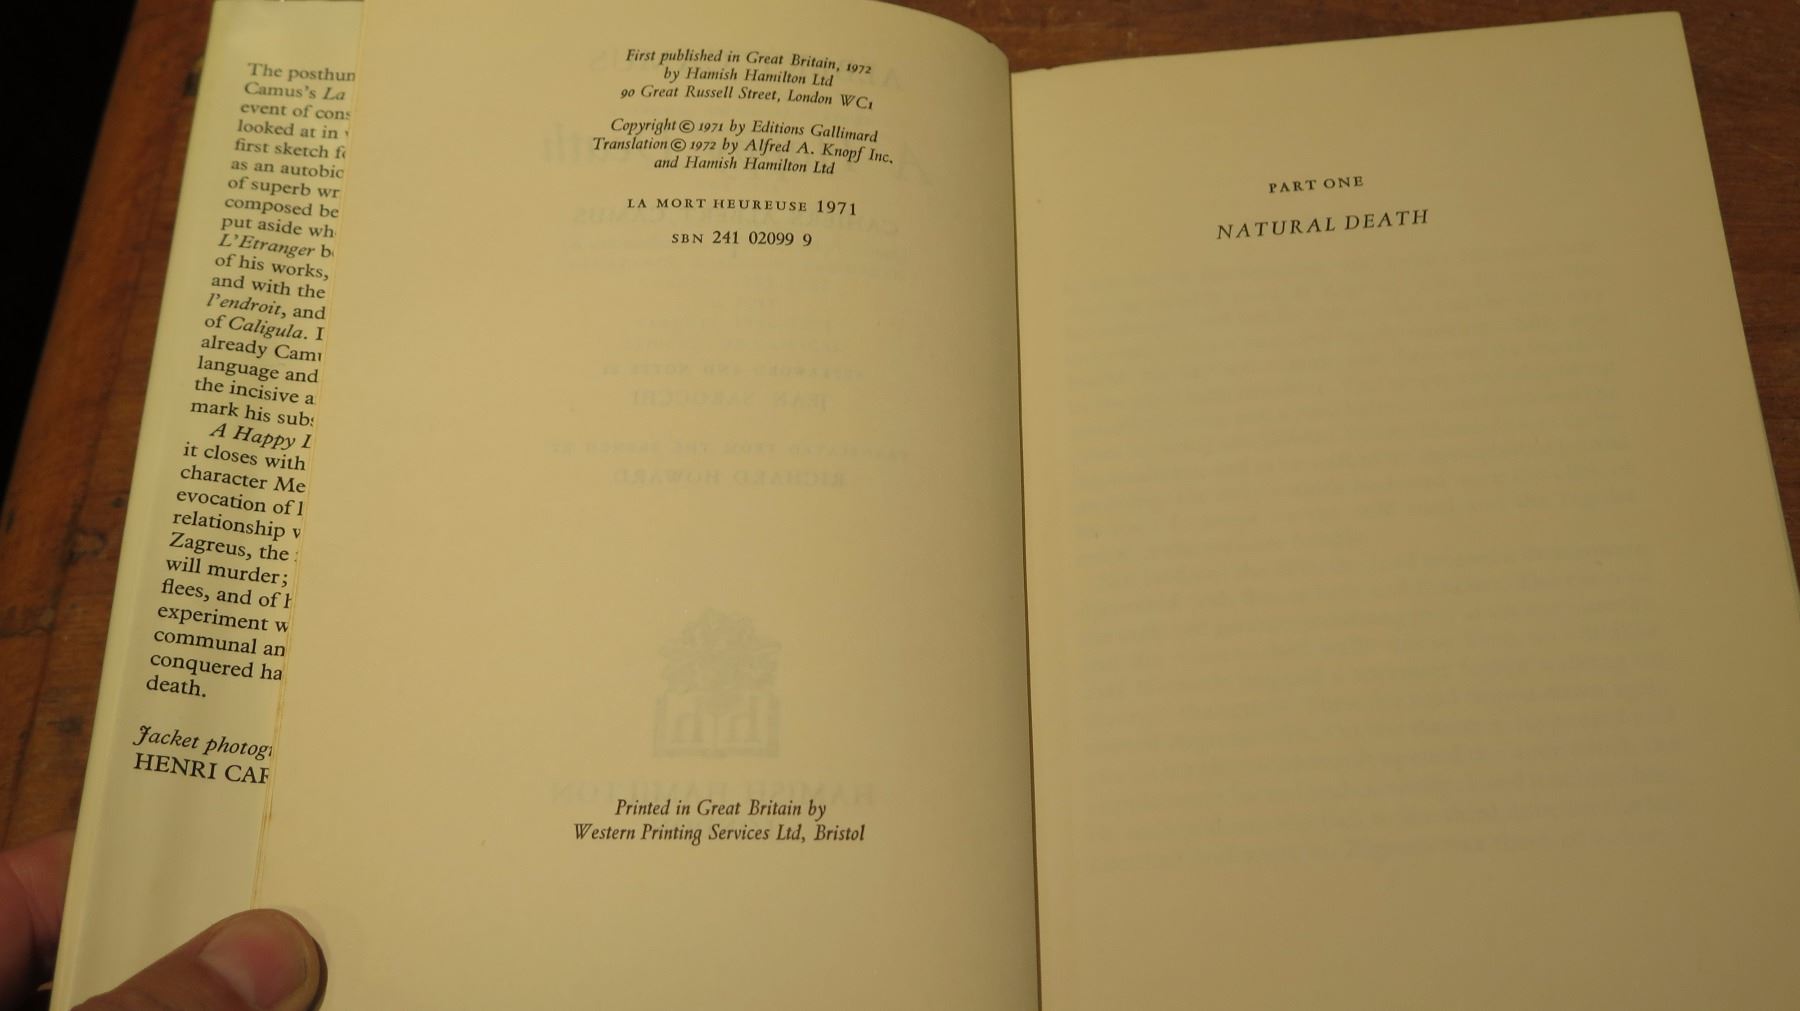 The posthum
Camus's La
event of cons
looked at in
first sketch
as an autobio
of superb wr
composed be
put aside wh
L'Etranger b
of his works,
and with the
l'endroit, and
of Caligula. I
already Camu
language and
the incisive a
mark his subs
A Happy
it closes with
character Me
evocation of
relationship
Zagreus, the
will murder;
flees, and of
experiment w
communal an
conquered ha
death.
Jacket photog
HENRI CAR
First published in Great Britain, 1972
by Hamish Hamilton Ltd
90 Great Russell Street, London WC1
Copyright © 1971 by Editions Gallimard
Translation © 1972 by Alfred A. Knopf Inc.
and Hamish Hamilton Ltd
LA MORT HEUREUSE 1971
SBN 241 02099 9
Printed in Great Britain by
Western Printing Services Ltd, Bristol
PART ONE
NATURAL DEATH